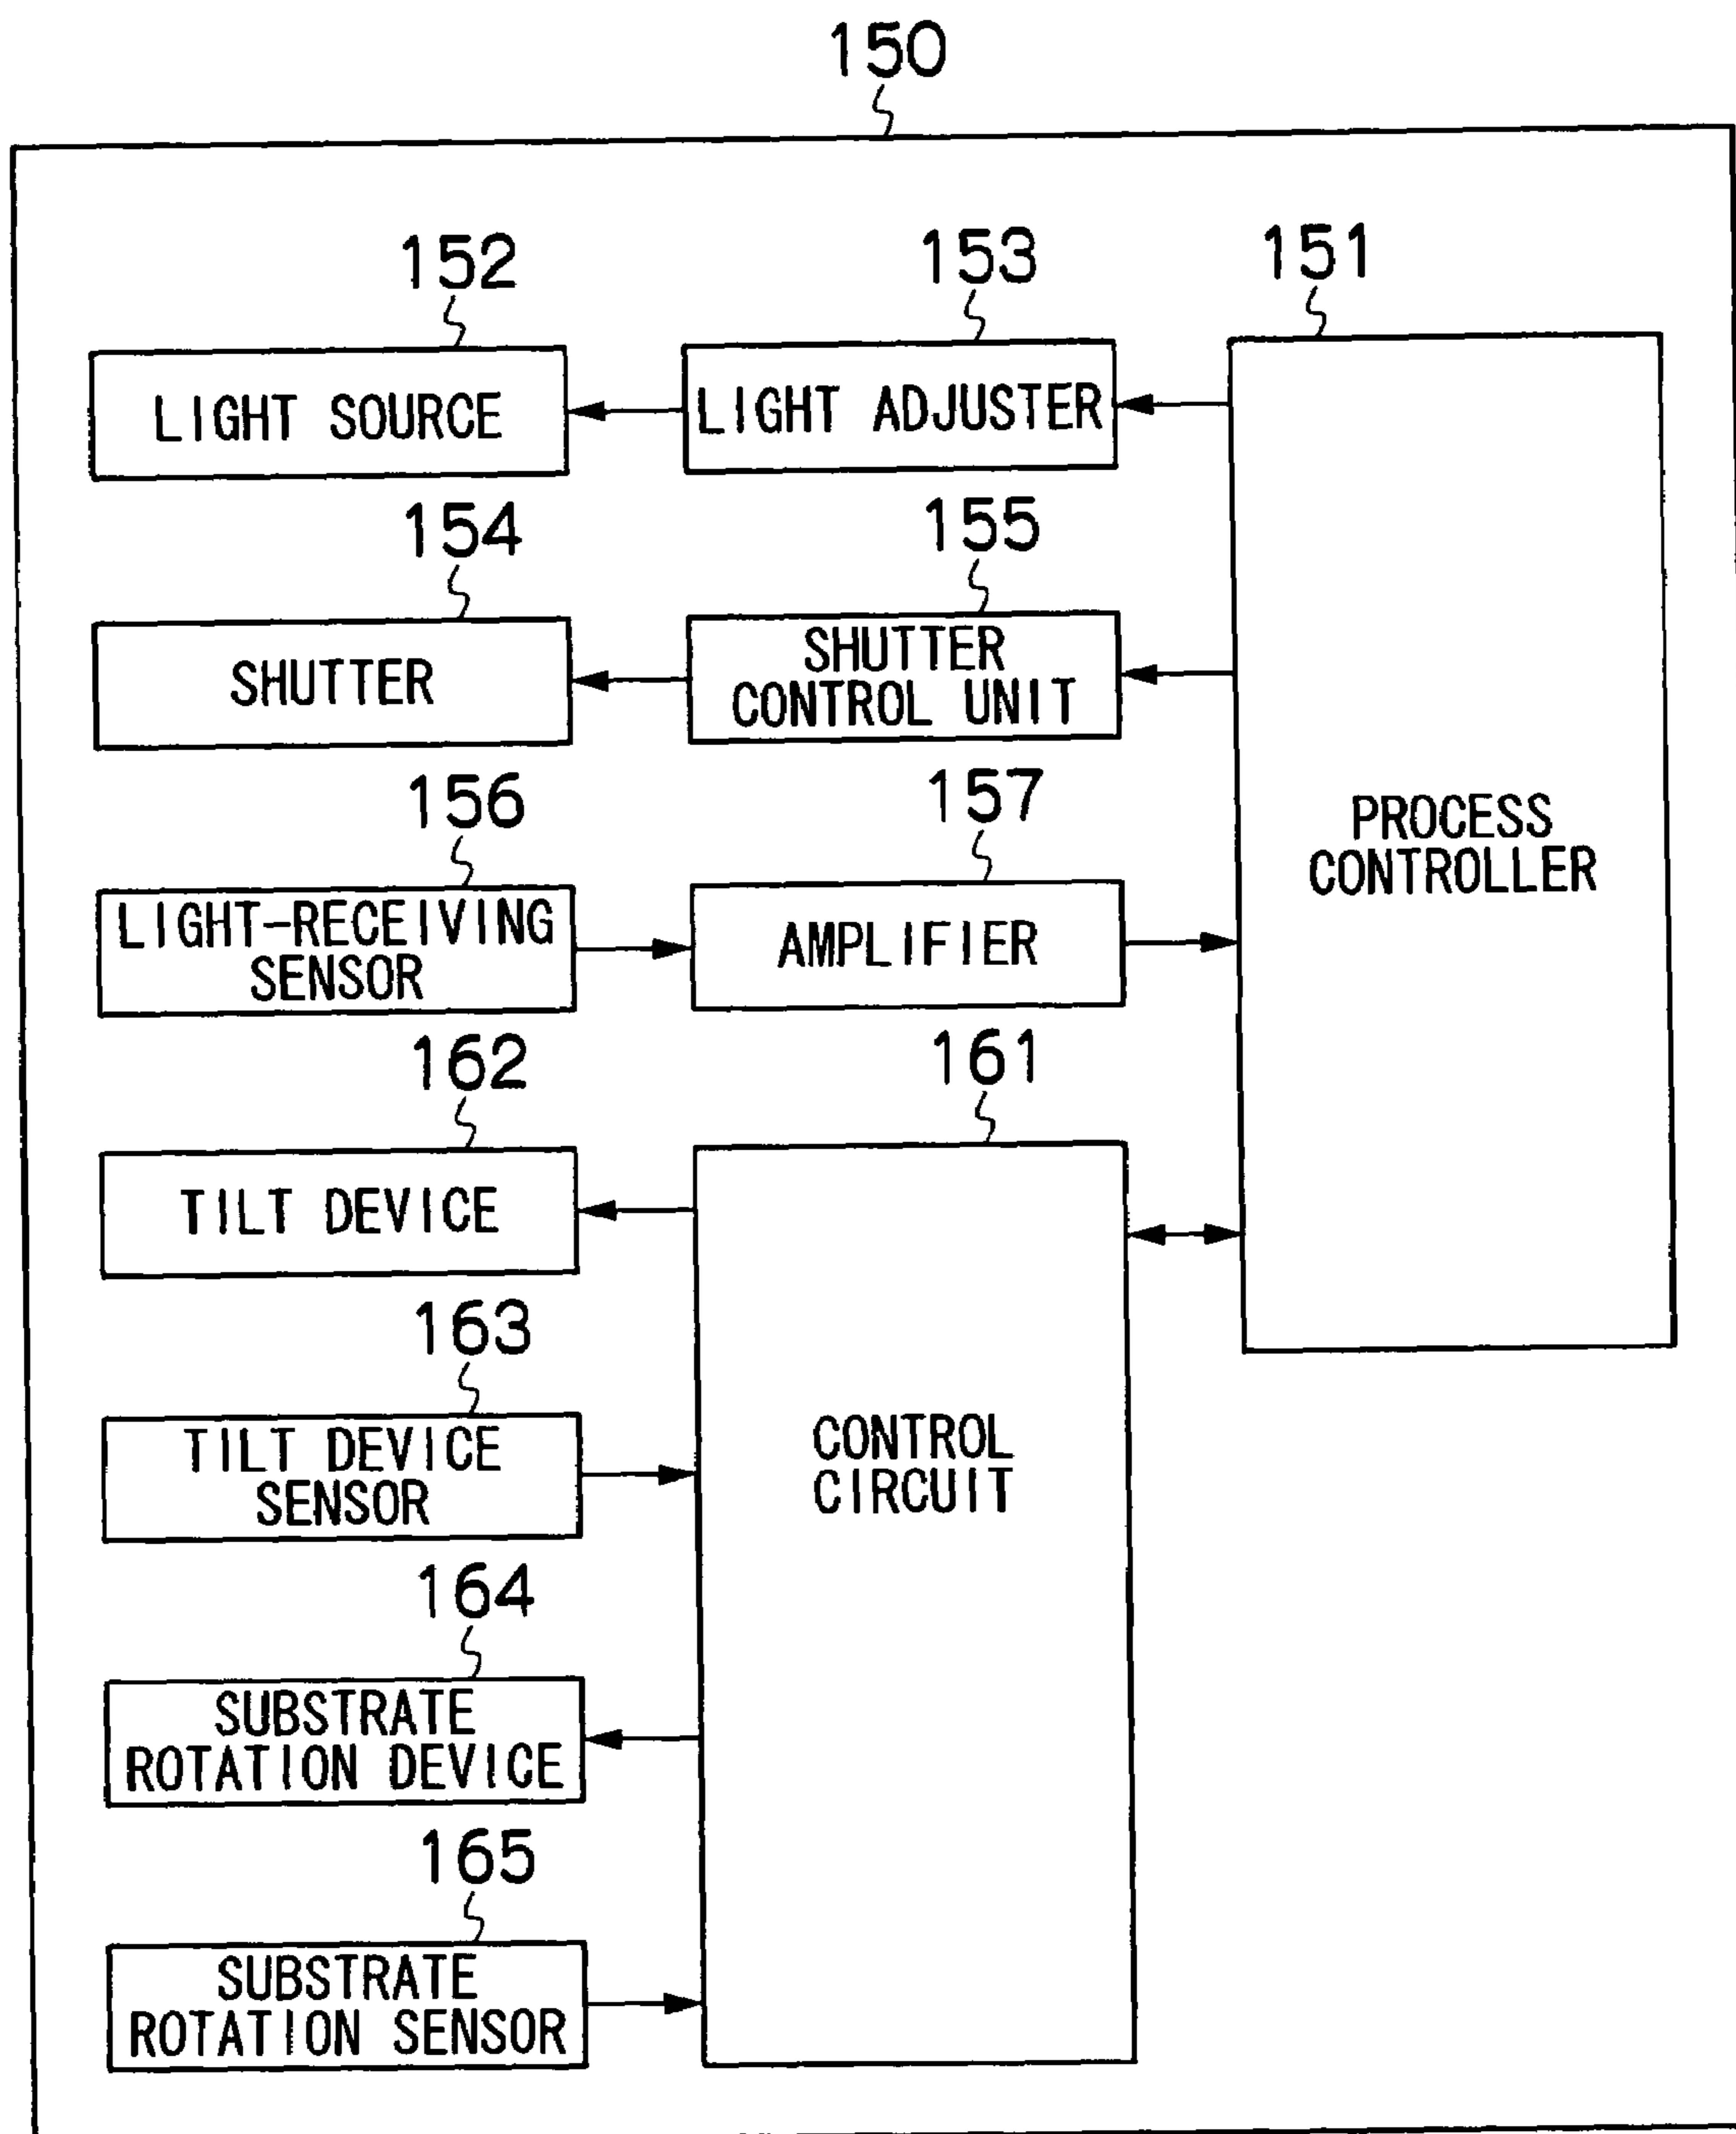 150
152
153
151
LIGHT SOURCE
LIGHT ADJUSTER
154
155
SHUTTER
SHUTTER
CONTROL UNIT
PROCESS
CONTROLLER
156
157
LIGHT-RECEIVING
SENSOR
AMPLIFIER
162
161
TILT DEVICE
163
TILT DEVICE
SENSOR
CONTROL
CIRCUIT
164
SUBSTRATE
ROTATION DEVICE
165
SUBSTRATE
ROTATION SENSOR